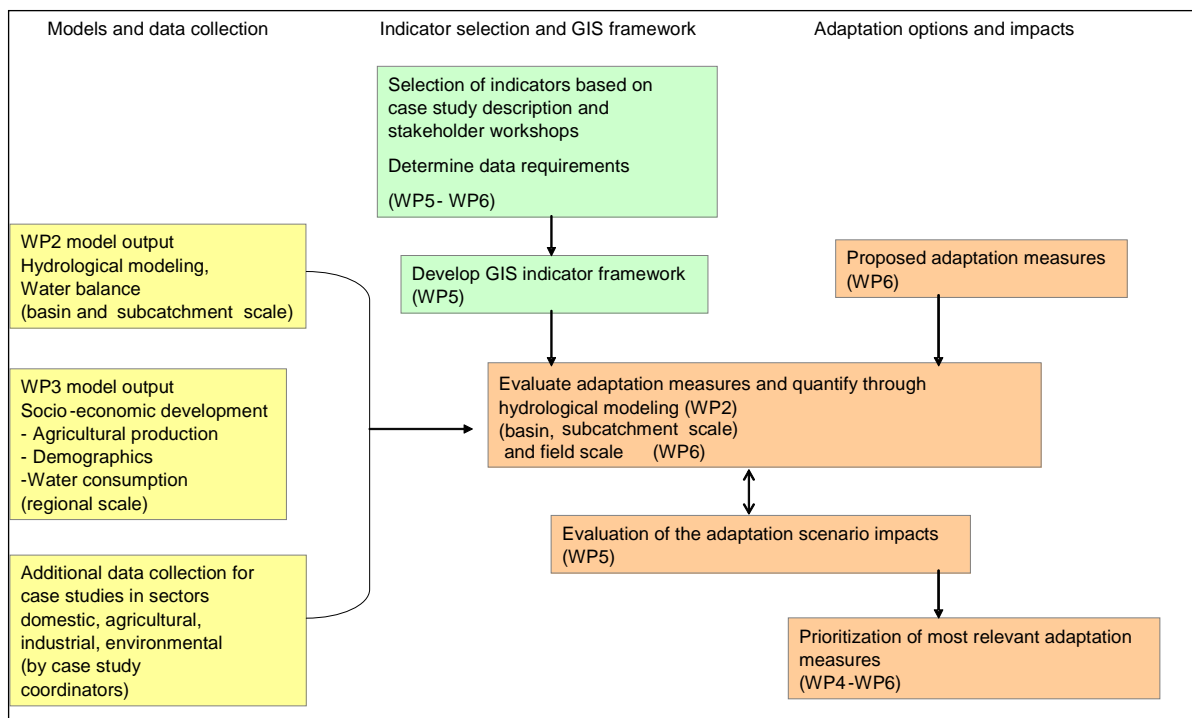 Models and data collection
Indicator selection and GIS framework
Adaptation options and impacts
Selection of indicators based on
case study description and
stakeholder workshops
Determine data requirements
(WP5- WP6)
WP2 model output
Hydrological modeling,
Water balance
(basin and subcatchment scale)
Develop GIS indicator framework
(WP5)
Proposed adaptation measures
(WP6)
WP3 model output
Socio-economic development
- Agricultural production
- Demographics
-Water consumption
(regional scale)
Evaluate adaptation measures and quantify through
hydrological modeling (WP2)
(basin, subcatchment scale)
and field scale (WP6)
Evaluation of the adaptation scenario impacts
(WP5)
Additional data collection for
case studies in sectors
domestic, agricultural,
industrial, environmental
(by case study
coordinators)
Prioritization of most relevant adaptation
measures
(WP4-WP6)